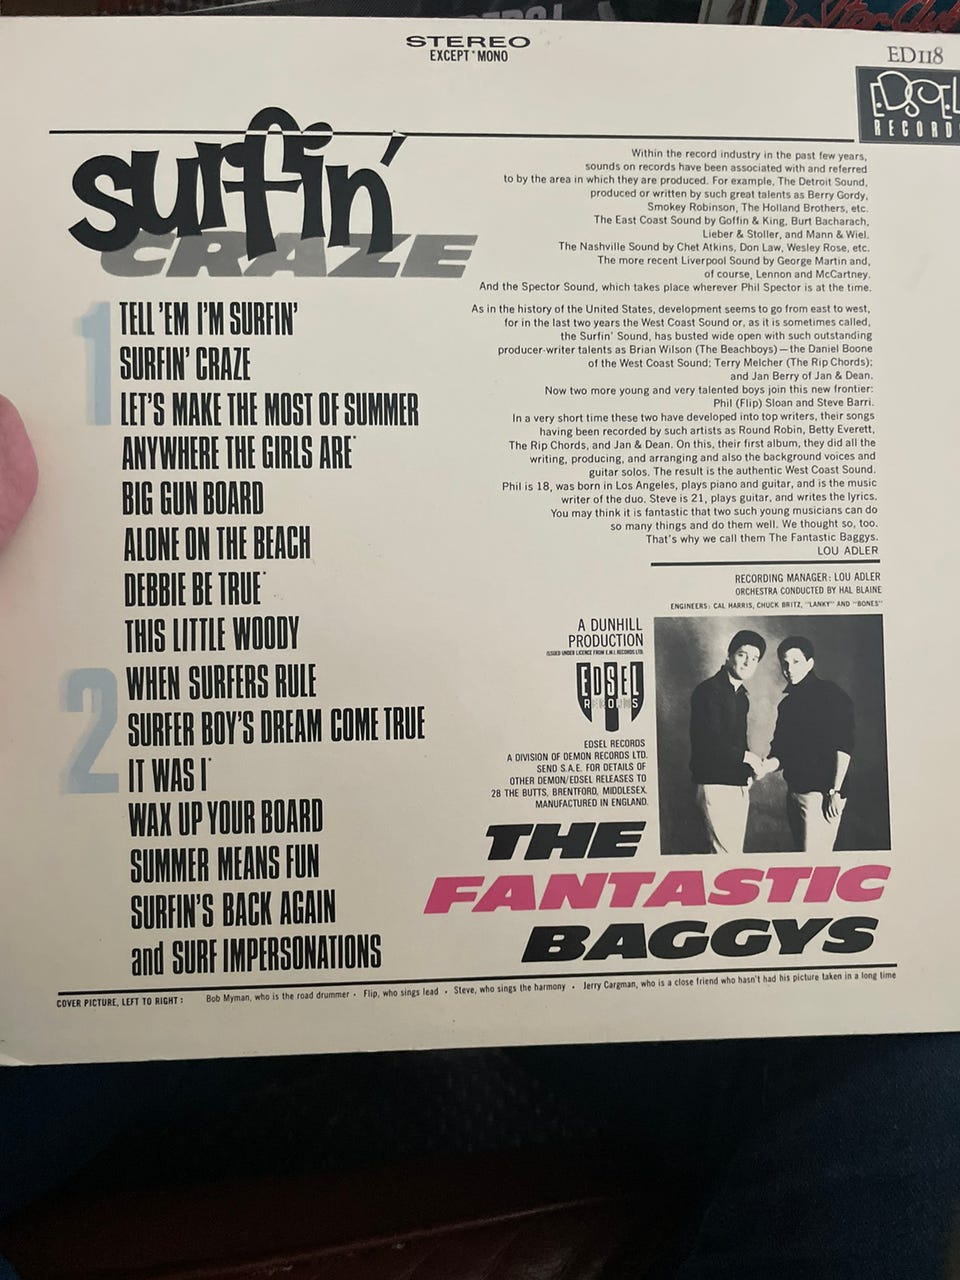 STEREO
EXCEPT * MONO
ED 118
EDSEL
RECORDS
surfin'
CRAZE
1
TELL 'EM I'M SURFIN'
SURFIN' CRAZE
LET'S MAKE THE MOST OF SUMMER
ANYWHERE THE GIRLS ARE*
BIG GUN BOARD
ALONE ON THE BEACH
DEBBIE BE TRUE*
THIS LITTLE WOODY
2
WHEN SURFERS RULE
SURFER BOY'S DREAM COME TRUE
IT WAS I*
WAX UP YOUR BOARD
SUMMER MEANS FUN
SURFIN'S BACK AGAIN
and SURF IMPERSONATIONS
Within the record industry in the past few years,
sounds on records have been associated with and referred
to by the area in which they are produced. For example, The Detroit Sound,
produced or written by such great talents as Berry Gordy,
Smokey Robinson, The Holland Brothers, etc.
The East Coast Sound by Goffin & King, Burt Bacharach,
Lieber & Stoller, and Mann & Wiel.
The Nashville Sound by Chet Atkins, Don Law, Wesley Rose, etc.
The more recent Liverpool Sound by George Martin and,
of course, Lennon and McCartney.
And the Spector Sound, which takes place wherever Phil Spector is at the time.
As in the history of the United States, development seems to go from east to west,
for in the last two years the West Coast Sound or, as it is sometimes called,
the Surfin' Sound, has busted wide open with such outstanding
producer-writer talents as Brian Wilson (The Beachboys)—the Daniel Boone
of the West Coast Sound; Terry Melcher (The Rip Chords);
and Jan Berry of Jan & Dean.
Now two more young and very talented boys join this new frontier:
Phil (Flip) Sloan and Steve Barri.
In a very short time these two have developed into top writers, their songs
having been recorded by such artists as Round Robin, Betty Everett,
The Rip Chords, and Jan & Dean. On this, their first album, they did all the
writing, producing, and arranging and also the background voices and
guitar solos. The result is the authentic West Coast Sound.
Phil is 18, was born in Los Angeles, plays piano and guitar, and is the music
writer of the duo. Steve is 21, plays guitar, and writes the lyrics.
You may think it is fantastic that two such young musicians can do
so many things and do them well. We thought so, too.
That's why we call them The Fantastic Baggys.
LOU ADLER
RECORDING MANAGER: LOU ADLER
ORCHESTRA CONDUCTED BY HAL BLAINE
ENGINEERS: CAL HARRIS, CHUCK BRITZ, "LANKY" AND "BONES"
A DUNHILL
PRODUCTION
ISSUED UNDER LICENCE FROM E.M.I. RECORDS LTD.
EDSEL
RECORDS
EDSEL RECORDS
A DIVISION OF DEMON RECORDS LTD.
SEND S.A.E. FOR DETAILS OF
OTHER DEMON/EDSEL RELEASES TO
28 THE BUTTS, BRENTFORD, MIDDLESEX.
MANUFACTURED IN ENGLAND.
THE
FANTASTIC
BAGGYS
COVER PICTURE, LEFT TO RIGHT: Bob Myman, who is the road drummer • Flip, who sings lead • Steve, who sings the harmony • Jerry Cargman, who is a close friend who hasn't had his picture taken in a long time